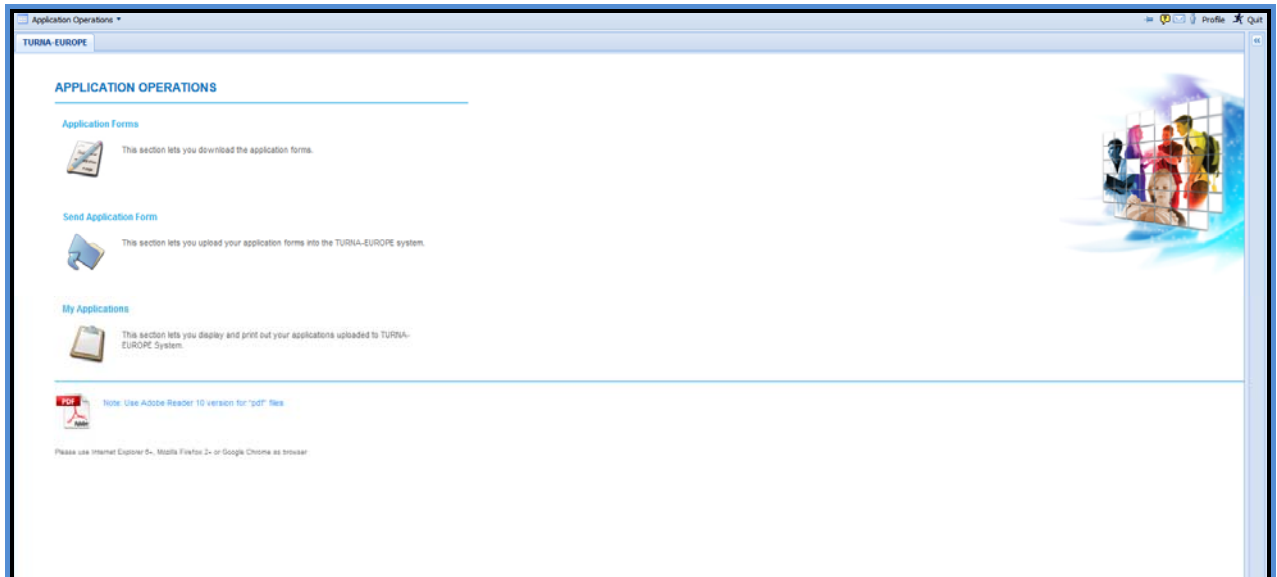 Application Operations
Profile Quit
TURNA-EUROPE
APPLICATION OPERATIONS
Application Forms
This section lets you download the application forms.
Send Application Form
This section lets you upload your application forms into the TURNA-EUROPE system.
My Applications
This section lets you display and print out your applications uploaded to TURNA-
EUROPE System.
PDF
Adobe
Note: Use Adobe Reader 10 version for "pdf" files.
Please use Internet Explorer 6+, Mozilla Firefox 2+ or Google Chrome as browser